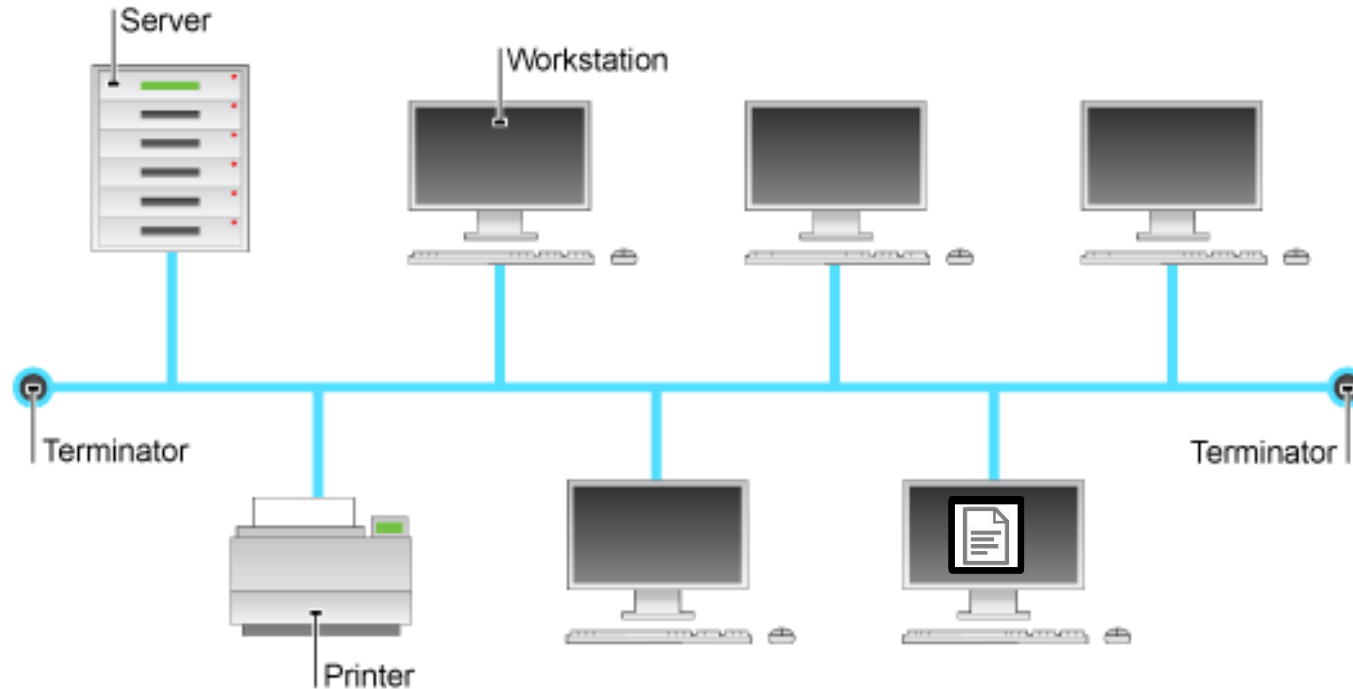 Server
Workstation
Terminator
Terminator
Printer